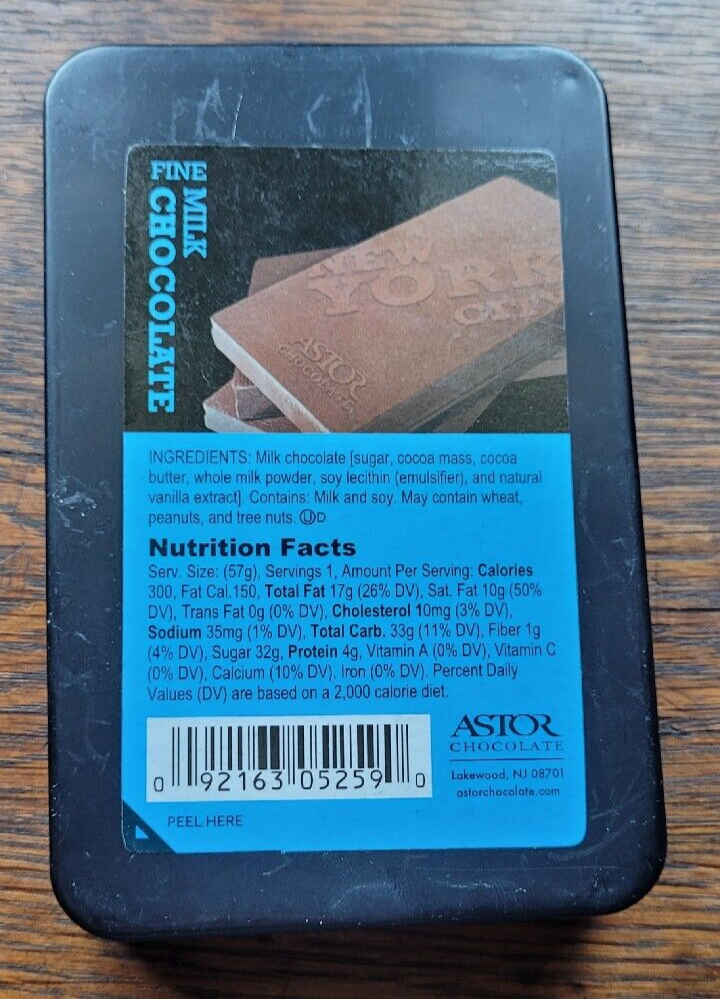 FINE MILK
CHOCOLATE
NEW
YORK
CITY
ASTOR
CHOCOLATE
INGREDIENTS: Milk chocolate [sugar, cocoa mass, cocoa
butter, whole milk powder, soy lecithin (emulsifier), and natural
vanilla extract]. Contains: Milk and soy. May contain wheat,
peanuts, and tree nuts. ⓊD
Nutrition Facts
Serv. Size: (57g), Servings 1, Amount Per Serving: Calories
300, Fat Cal.150, Total Fat 17g (26% DV), Sat. Fat 10g (50%
DV), Trans Fat 0g (0% DV), Cholesterol 10mg (3% DV),
Sodium 35mg (1% DV), Total Carb. 33g (11% DV), Fiber 1g
(4% DV), Sugar 32g, Protein 4g, Vitamin A (0% DV), Vitamin C
(0% DV), Calcium (10% DV), Iron (0% DV). Percent Daily
Values (DV) are based on a 2,000 calorie diet.
0 92163 05259 0
ASTOR
CHOCOLATE
Lakewood, NJ 08701
astorchocolate.com
PEEL HERE